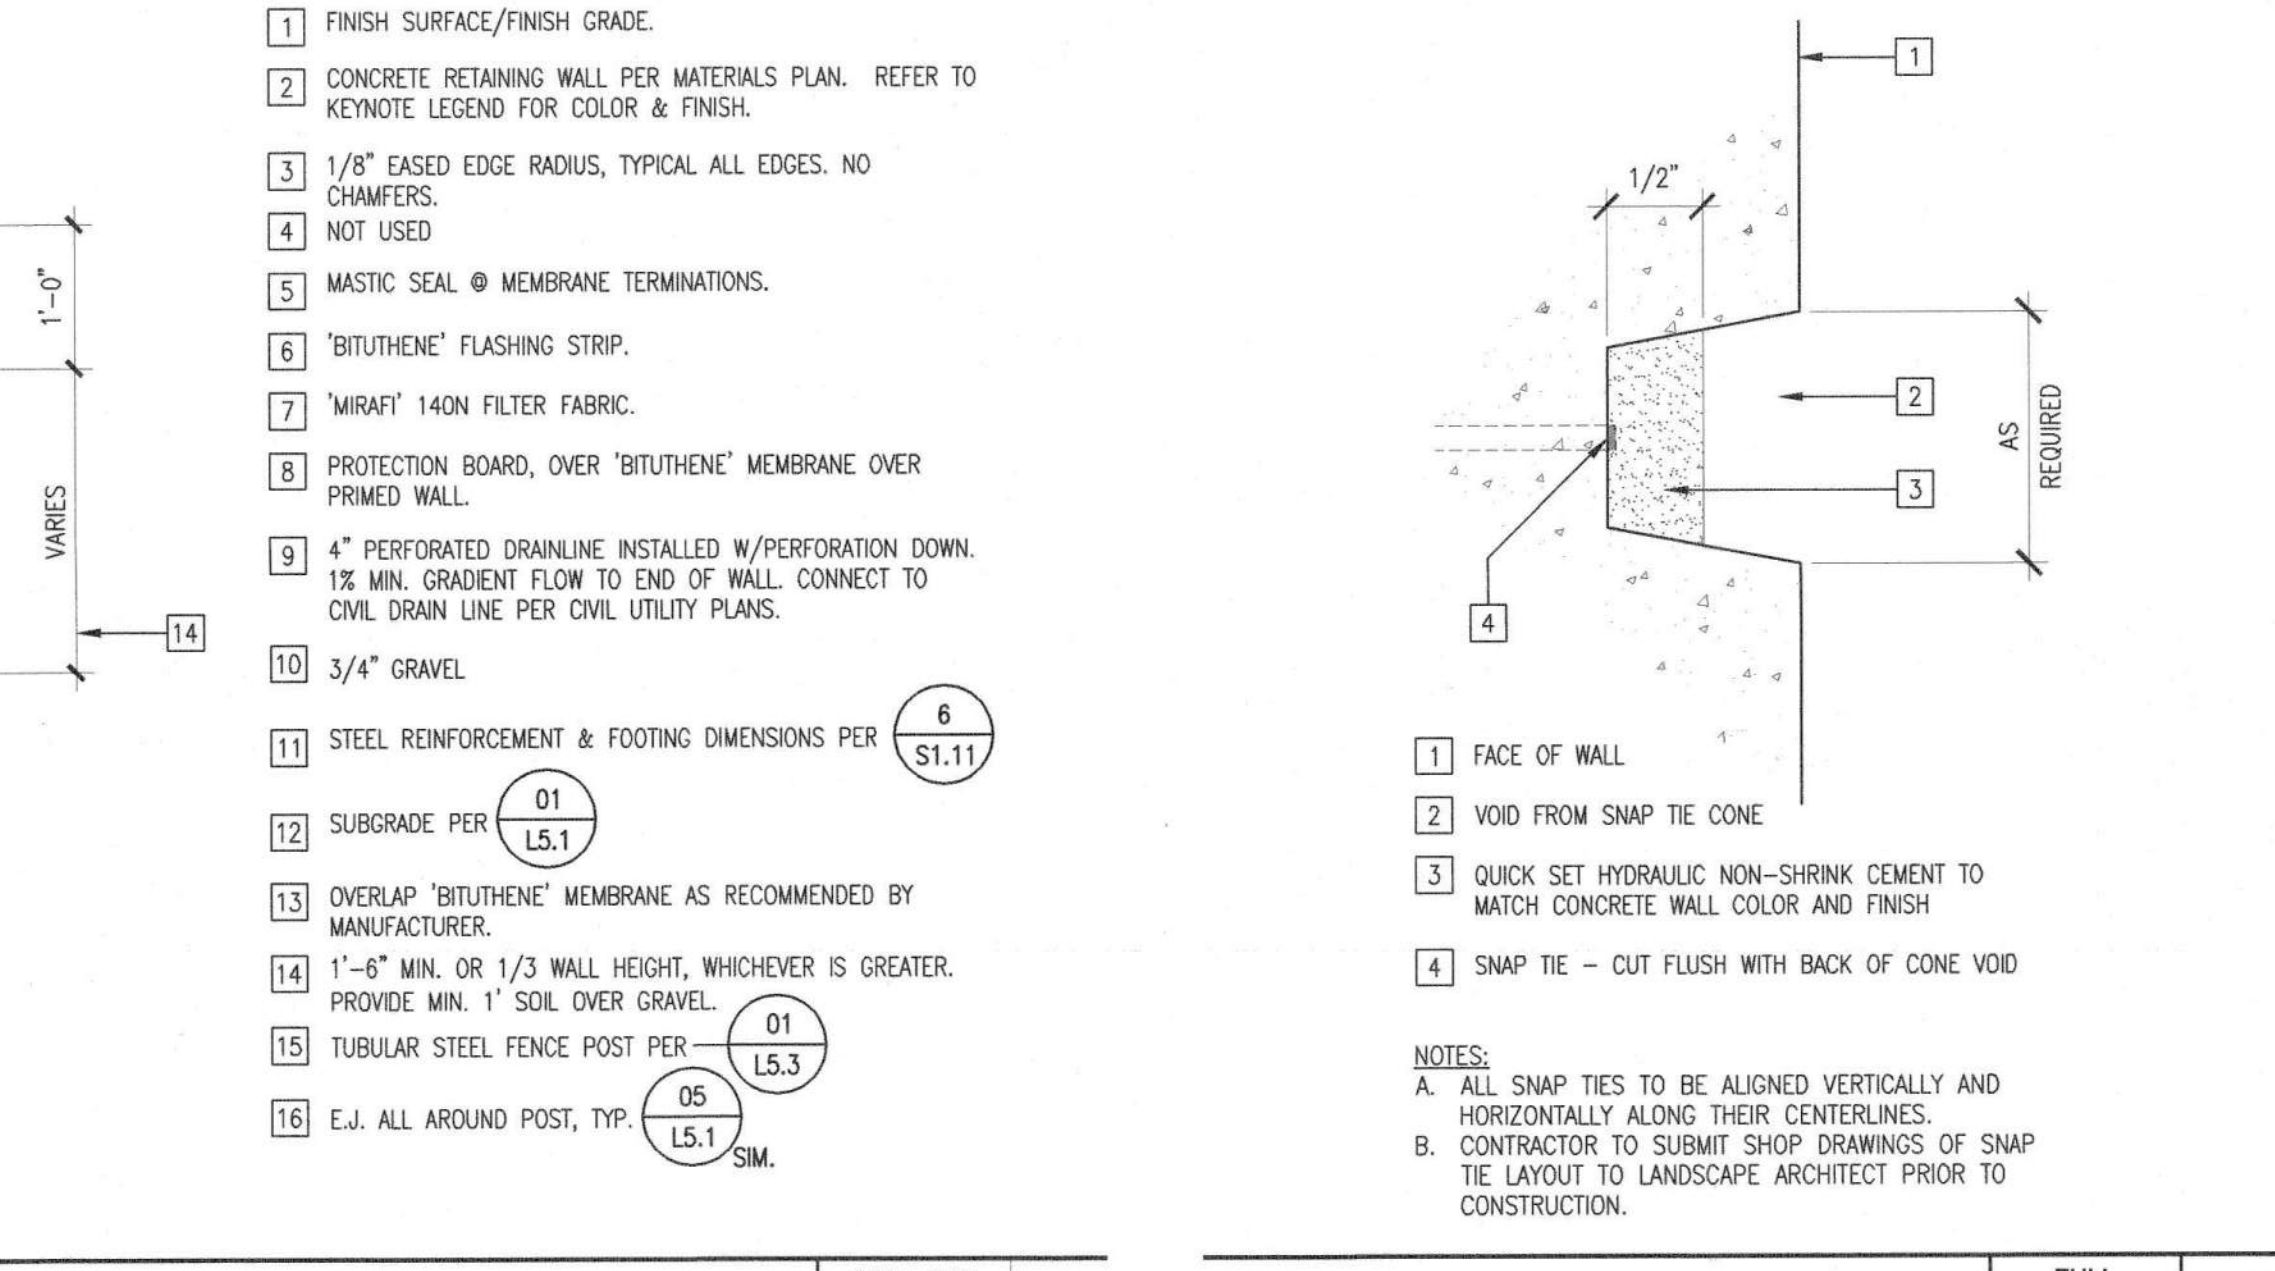 1'-0"
VARIES
14
1 FINISH SURFACE/FINISH GRADE.
2 CONCRETE RETAINING WALL PER MATERIALS PLAN. REFER TO
KEYNOTE LEGEND FOR COLOR & FINISH.
3 1/8" EASED EDGE RADIUS, TYPICAL ALL EDGES. NO
CHAMFERS.
4 NOT USED
5 MASTIC SEAL @ MEMBRANE TERMINATIONS.
6 'BITUTHENE' FLASHING STRIP.
7 'MIRAFI' 140N FILTER FABRIC.
8 PROTECTION BOARD, OVER 'BITUTHENE' MEMBRANE OVER
PRIMED WALL.
9 4" PERFORATED DRAINLINE INSTALLED W/PERFORATION DOWN.
1% MIN. GRADIENT FLOW TO END OF WALL. CONNECT TO
CIVIL DRAIN LINE PER CIVIL UTILITY PLANS.
10 3/4" GRAVEL
11 STEEL REINFORCEMENT & FOOTING DIMENSIONS PER
6
S1.11
12 SUBGRADE PER
01
L5.1
13 OVERLAP 'BITUTHENE' MEMBRANE AS RECOMMENDED BY
MANUFACTURER.
14 1'-6" MIN. OR 1/3 WALL HEIGHT, WHICHEVER IS GREATER.
PROVIDE MIN. 1' SOIL OVER GRAVEL.
15 TUBULAR STEEL FENCE POST PER
01
L5.3
16 E.J. ALL AROUND POST, TYP.
05
L5.1
SIM.
1
1/2"
2
AS
REQUIRED
3
4
1 FACE OF WALL
2 VOID FROM SNAP TIE CONE
3 QUICK SET HYDRAULIC NON-SHRINK CEMENT TO
MATCH CONCRETE WALL COLOR AND FINISH
4 SNAP TIE - CUT FLUSH WITH BACK OF CONE VOID
NOTES:
A. ALL SNAP TIES TO BE ALIGNED VERTICALLY AND
HORIZONTALLY ALONG THEIR CENTERLINES.
B. CONTRACTOR TO SUBMIT SHOP DRAWINGS OF SNAP
TIE LAYOUT TO LANDSCAPE ARCHITECT PRIOR TO
CONSTRUCTION.